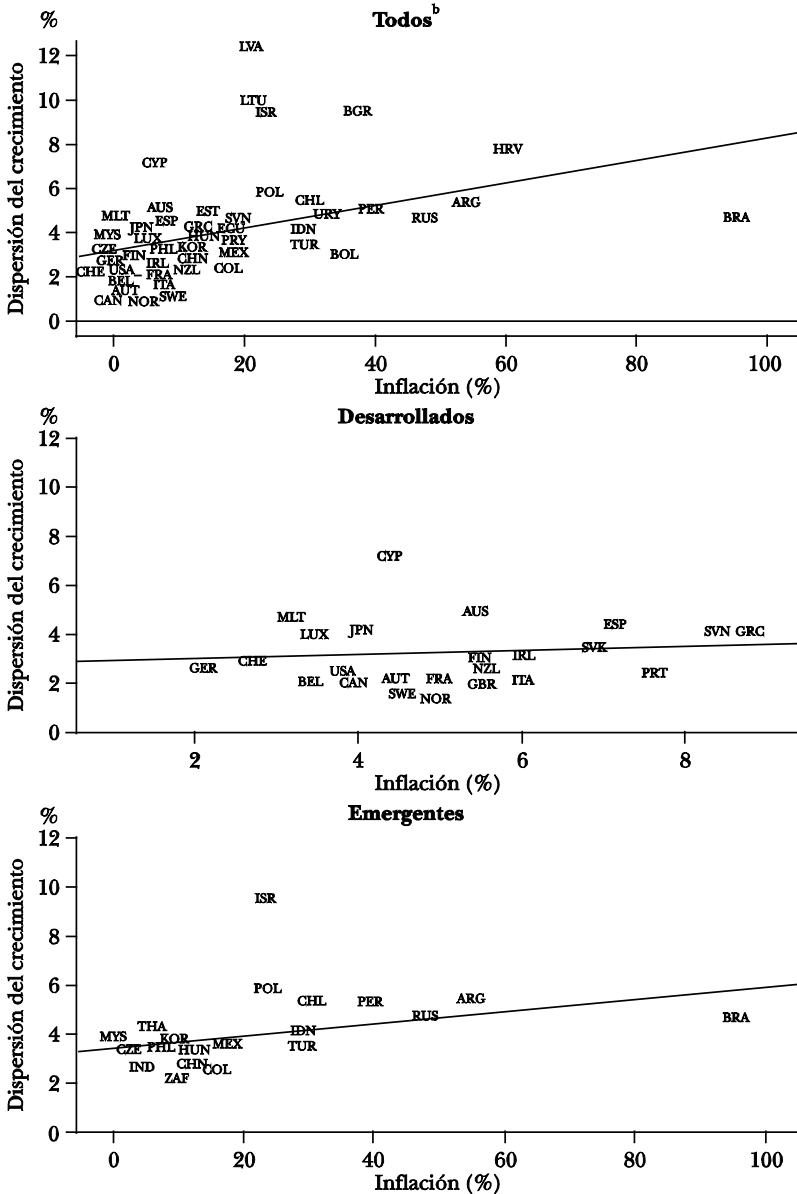 % Todos b
12
10
8
6
4
2
0
Dispersión del crecimiento
LVA
LTU
ISR BGR
HRV
CYP
POL
CHL
AUS EST URY PER ARG
MLT ESP SVN RUS BRA
JPN GRC ECU IDN
MYS LUX HUN PRY TUR
CZE PHL KOR MEX BOL
GER FIN CHN
CHE USA IRL NZL COL
BEL FRA ITA
AUT SWE
CAN NOR
0 20 40 60 80 100
Inflación (%)
% Desarrollados
12
10
8
6
4
2
0
Dispersión del crecimiento
CYP
MLT AUS ESP
LUX JPN SVN GRC
GER CHE FIN IRL SVK
USA NZL PRT
BEL CAN AUT FRA GBR ITA
SWE NOR
2 4 6 8
Inflación (%)
% Emergentes
12
10
8
6
4
2
0
Dispersión del crecimiento
ISR
POL
CHL PER ARG
RUS BRA
MYS THA IDN
CZE PHL KOR HUN MEX TUR
IND CHN COL
ZAF
0 20 40 60 80 100
Inflación (%)